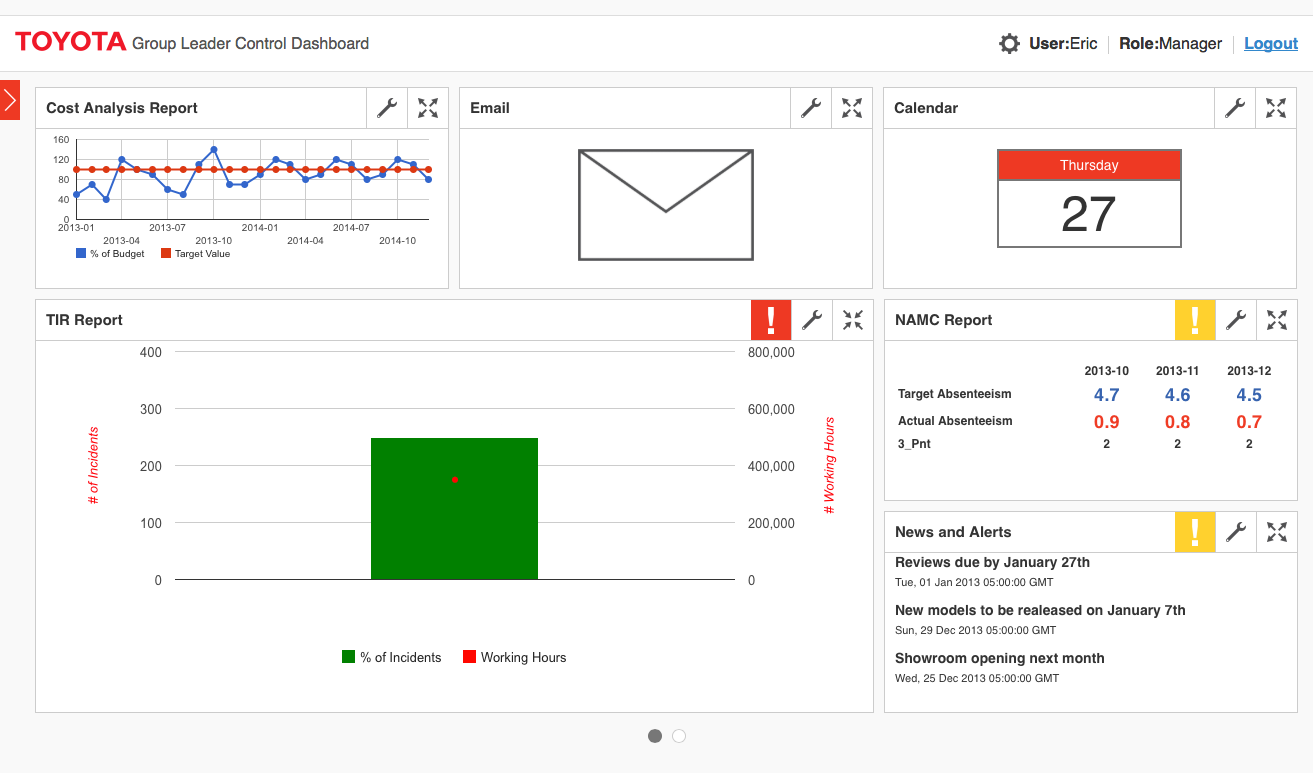 TOYOTA Group Leader Control Dashboard
User:Eric Role:Manager Logout
Cost Analysis Report
160
120
80
40
0
2013-01 2013-07 2014-01 2014-07
2013-04 2013-10 2014-04 2014-10
% of Budget Target Value
Email
Calendar
Thursday
27
TIR Report
!
400 800,000
300 600,000
200 400,000
100 200,000
0 0
# of Incidents
# Working Hours
% of Incidents Working Hours
NAMC Report
!
2013-10 2013-11 2013-12
Target Absenteeism 4.7 4.6 4.5
Actual Absenteeism 0.9 0.8 0.7
3_Pnt 2 2 2
News and Alerts
!
Reviews due by January 27th
Tue, 01 Jan 2013 05:00:00 GMT
New models to be realeased on January 7th
Sun, 29 Dec 2013 05:00:00 GMT
Showroom opening next month
Wed, 25 Dec 2013 05:00:00 GMT